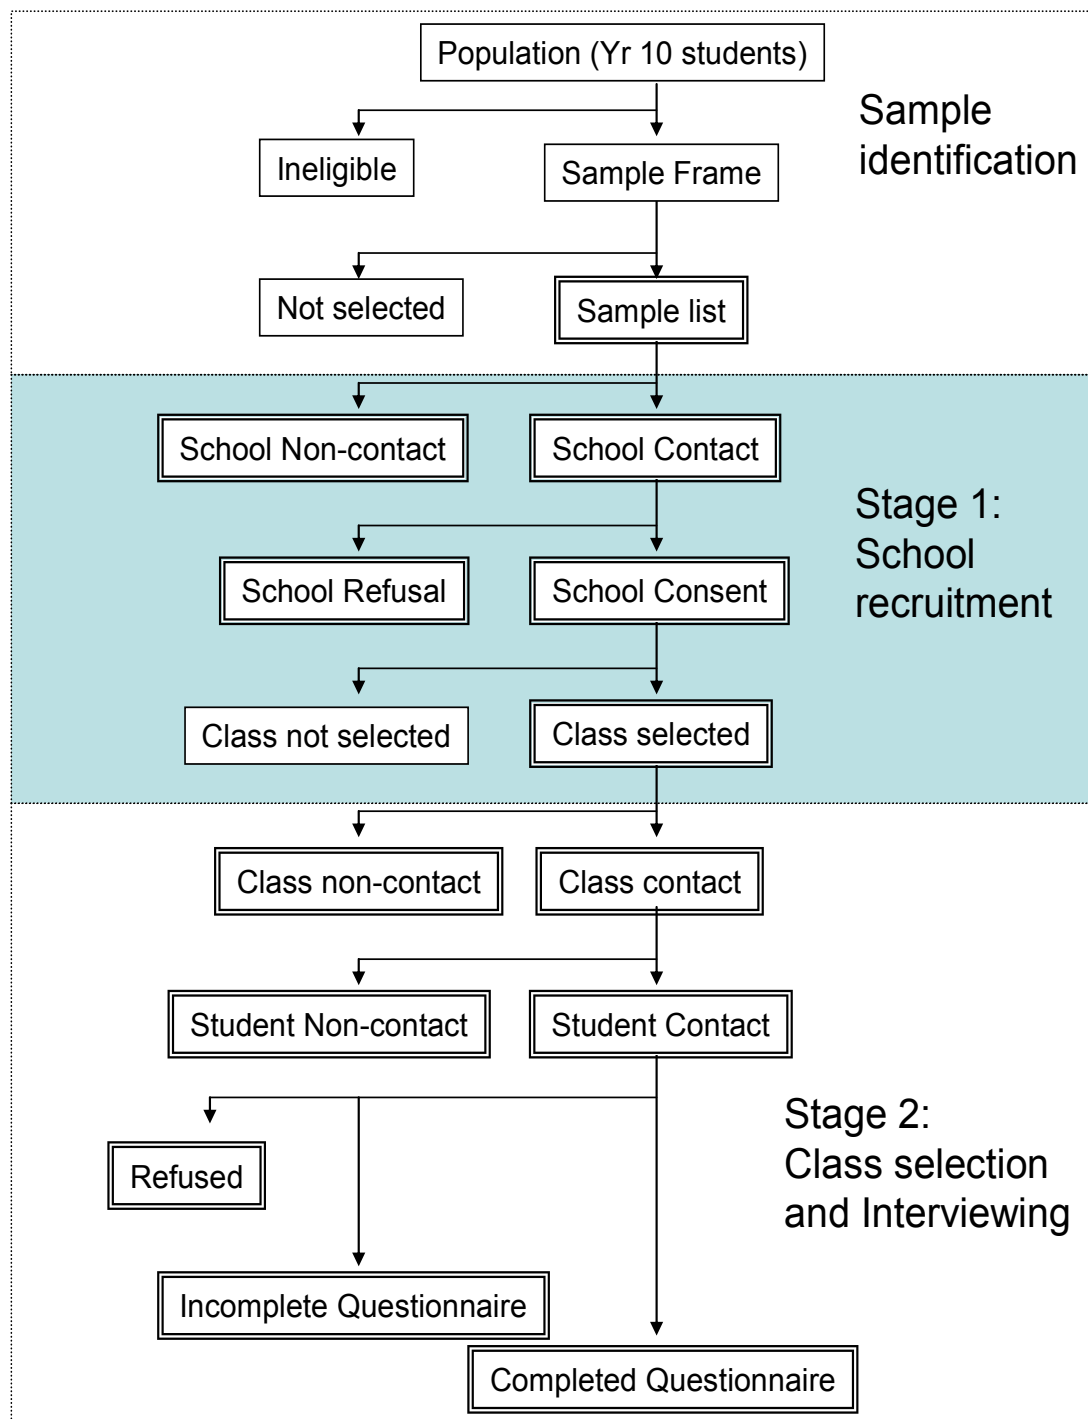 Population (Yr 10 students)
Sample
identification
Ineligible
Sample Frame
Not selected
Sample list
School Non-contact
School Contact
Stage 1:
School
recruitment
School Refusal
School Consent
Class not selected
Class selected
Class non-contact
Class contact
Student Non-contact
Student Contact
Stage 2:
Class selection
and Interviewing
Refused
Incomplete Questionnaire
Completed Questionnaire